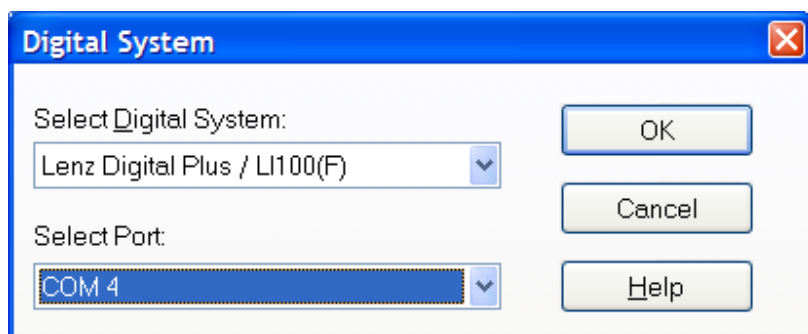 Digital System
Select Digital System:
Lenz Digital Plus / LI100(F)
Select Port:
COM 4
OK
Cancel
Help